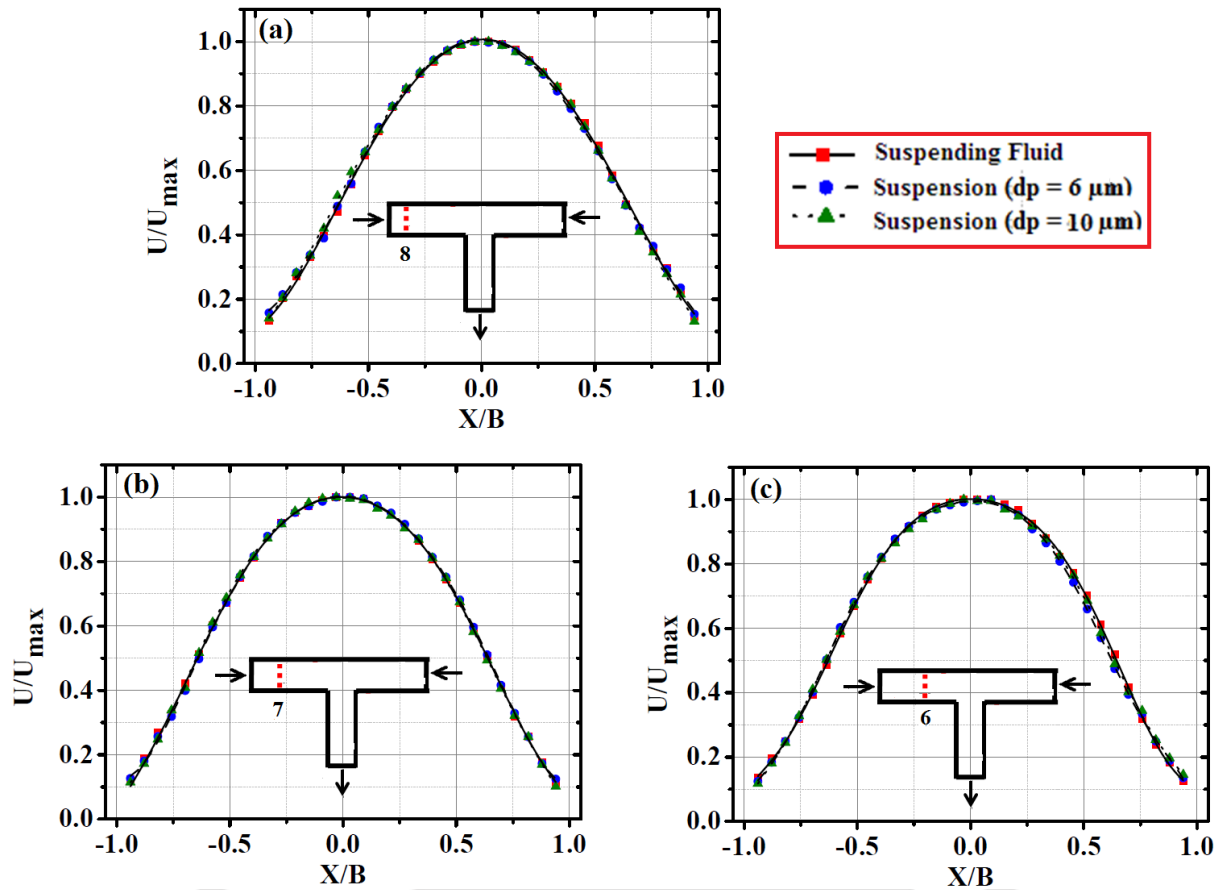 (a)
U/Umax
1.0
0.8
0.6
0.4
0.2
0.0
8
-1.0 -0.5 0.0 0.5 1.0
X/B
Suspending Fluid
Suspension (dp = 6 μm)
Suspension (dp = 10 μm)
(b)
U/Umax
1.0
0.8
0.6
0.4
0.2
0.0
7
-1.0 -0.5 0.0 0.5 1.0
X/B
(c)
U/Umax
1.0
0.8
0.6
0.4
0.2
0.0
6
-1.0 -0.5 0.0 0.5 1.0
X/B